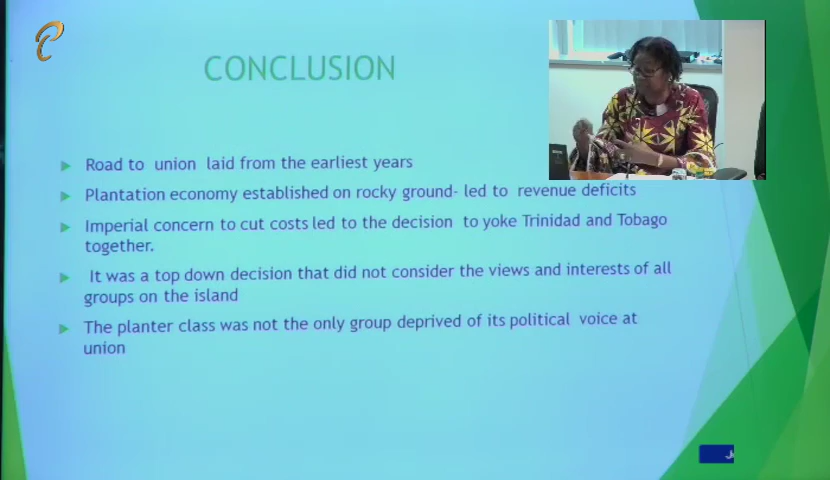 CONCLUSION
Road to union laid from the earliest years
Plantation economy established on rocky ground- led to revenue deficits
Imperial concern to cut costs led to the decision to yoke Trinidad and Tobago
together.
It was a top down decision that did not consider the views and interests of all
groups on the island
The planter class was not the only group deprived of its political voice at
union